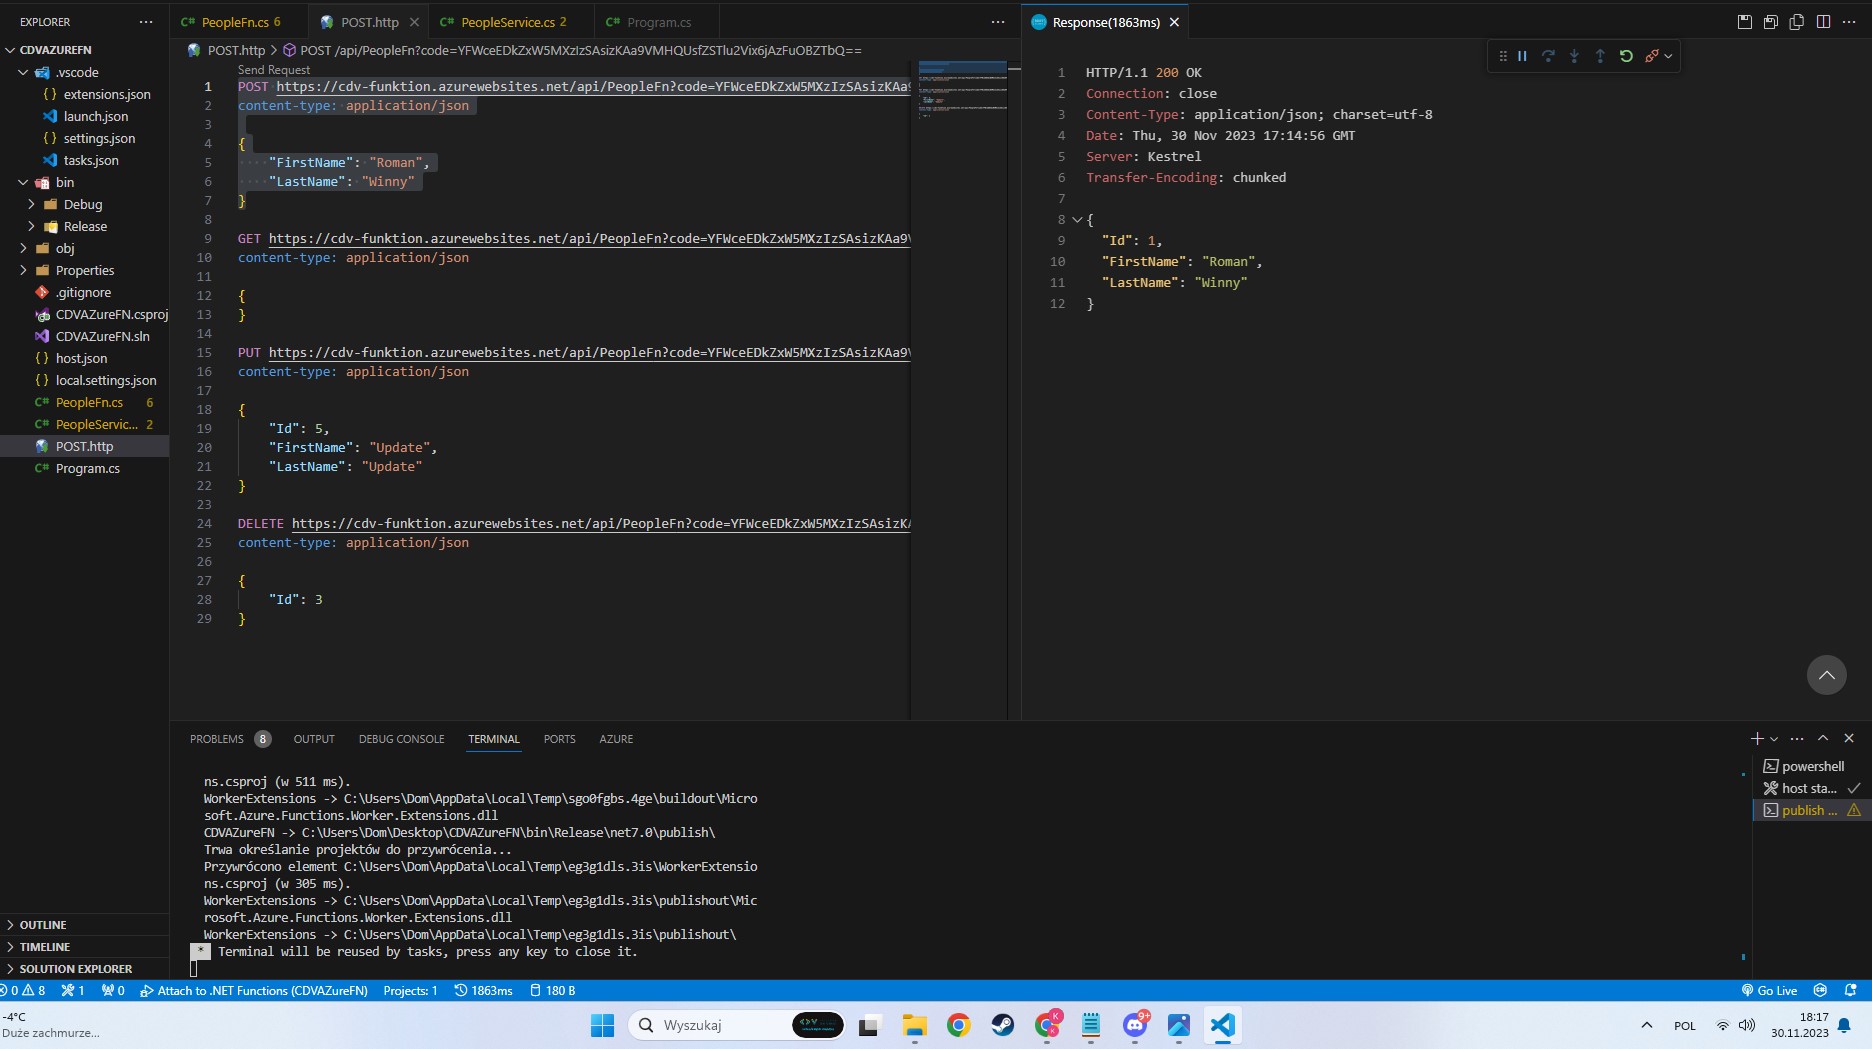 EXPLORER
CDVAZUREFN
.vscode
extensions.json
launch.json
settings.json
tasks.json
bin
Debug
Release
obj
Properties
.gitignore
CDVAZureFN.csproj
CDVAZureFN.sln
host.json
local.settings.json
C# PeopleFn.cs 6
C# PeopleServic... 2
POST.http
C# Program.cs
OUTLINE
TIMELINE
SOLUTION EXPLORER
C# PeopleFn.cs 6
POST.http
C# PeopleService.cs 2
C# Program.cs
POST.http > POST /api/PeopleFn?code=YFWceEDkZxW5MXzIzSAsizKAa9VMHQUsfZSTlu2Vix6jAzFuOBZTbQ==
Send Request
1 POST https://cdv-funktion.azurewebsites.net/api/PeopleFn?code=YFWceEDkZxW5MXzIzSAsizKAa9
2 content-type: application/json
3
4 {
5 "FirstName": "Roman",
6 "LastName": "Winny"
7 }
8
9 GET https://cdv-funktion.azurewebsites.net/api/PeopleFn?code=YFWceEDkZxW5MXzIzSAsizKAa9
10 content-type: application/json
11
12 {
13 }
14
15 PUT https://cdv-funktion.azurewebsites.net/api/PeopleFn?code=YFWceEDkZxW5MXzIzSAsizKAa9
16 content-type: application/json
17
18 {
19 "Id": 5,
20 "FirstName": "Update",
21 "LastName": "Update"
22 }
23
24 DELETE https://cdv-funktion.azurewebsites.net/api/PeopleFn?code=YFWceEDkZxW5MXzIzSAsizK
25 content-type: application/json
26
27 {
28 "Id": 3
29 }
Response(1863ms)
1 HTTP/1.1 200 OK
2 Connection: close
3 Content-Type: application/json; charset=utf-8
4 Date: Thu, 30 Nov 2023 17:14:56 GMT
5 Server: Kestrel
6 Transfer-Encoding: chunked
7
8 {
9 "Id": 1,
10 "FirstName": "Roman",
11 "LastName": "Winny"
12 }
PROBLEMS 8 OUTPUT DEBUG CONSOLE TERMINAL PORTS AZURE
ns.csproj (w 511 ms).
WorkerExtensions -> C:\Users\Dom\AppData\Local\Temp\sgo0fgbs.4ge\buildout\Micro
soft.Azure.Functions.Worker.Extensions.dll
CDVAZureFN -> C:\Users\Dom\Desktop\CDVAZureFN\bin\Release\net7.0\publish\
Trwa określanie projektów do przywrócenia...
Przywrócono element C:\Users\Dom\AppData\Local\Temp\eg3g1dls.3is\WorkerExtensio
ns.csproj (w 305 ms).
WorkerExtensions -> C:\Users\Dom\AppData\Local\Temp\eg3g1dls.3is\publishout\Mic
rosoft.Azure.Functions.Worker.Extensions.dll
WorkerExtensions -> C:\Users\Dom\AppData\Local\Temp\eg3g1dls.3is\publishout\
* Terminal will be reused by tasks, press any key to close it.
powershell
host sta...
publish ...
0 8 1 0 Attach to .NET Functions (CDVAZureFN) Projects: 1 1863ms 180 B Go Live
-4°C
Duże zachmurze...
Wyszukaj
K
9+
POL
18:17
30.11.2023